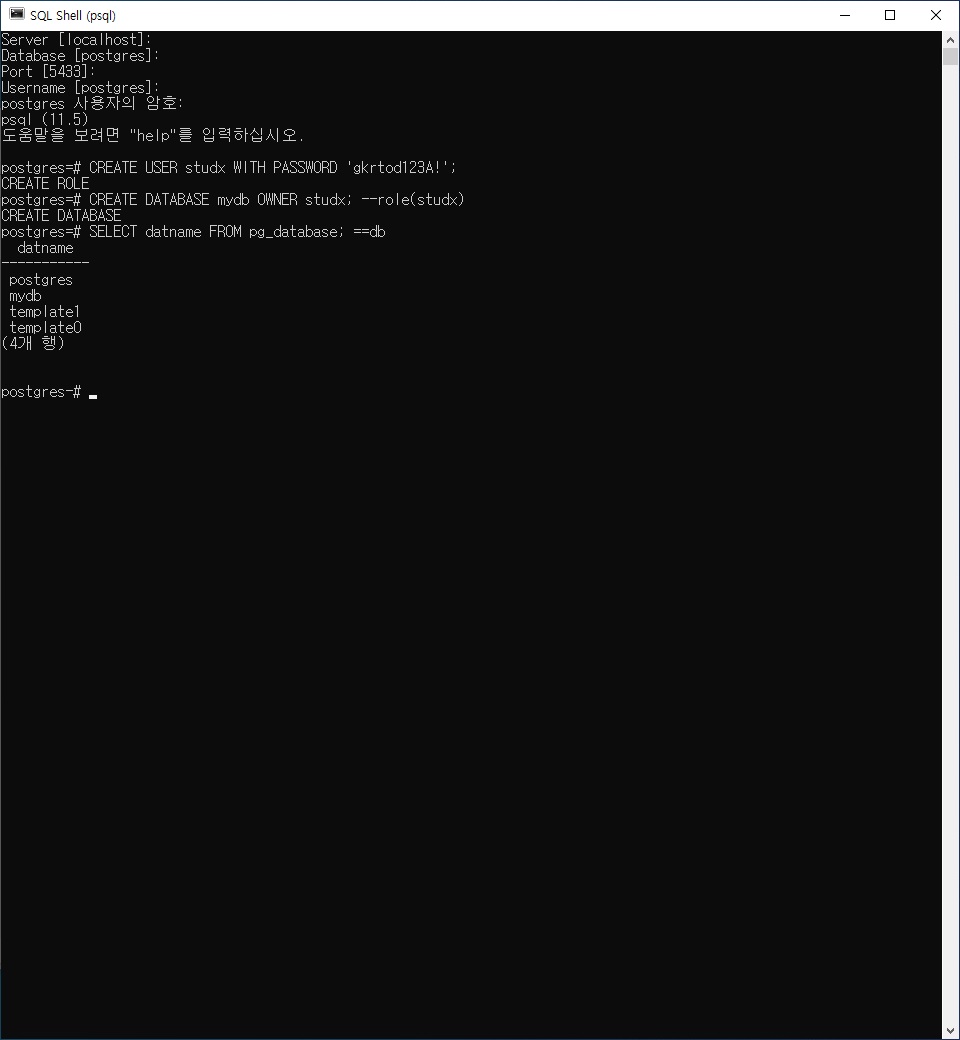 SQL Shell (psql)
Server [localhost]:
Database [postgres]:
Port [5433]:
Username [postgres]:
postgres 사용자의 암호:
psql (11.5)
도움말을 보려면 "help"를 입력하십시오.
postgres=# CREATE USER studx WITH PASSWORD 'gkrtod123A!';
CREATE ROLE
postgres=# CREATE DATABASE mydb OWNER studx; --role(studx)
CREATE DATABASE
postgres=# SELECT datname FROM pg_database; ==db
datname
-----------
postgres
mydb
template1
template0
(4개 행)
postgres-#